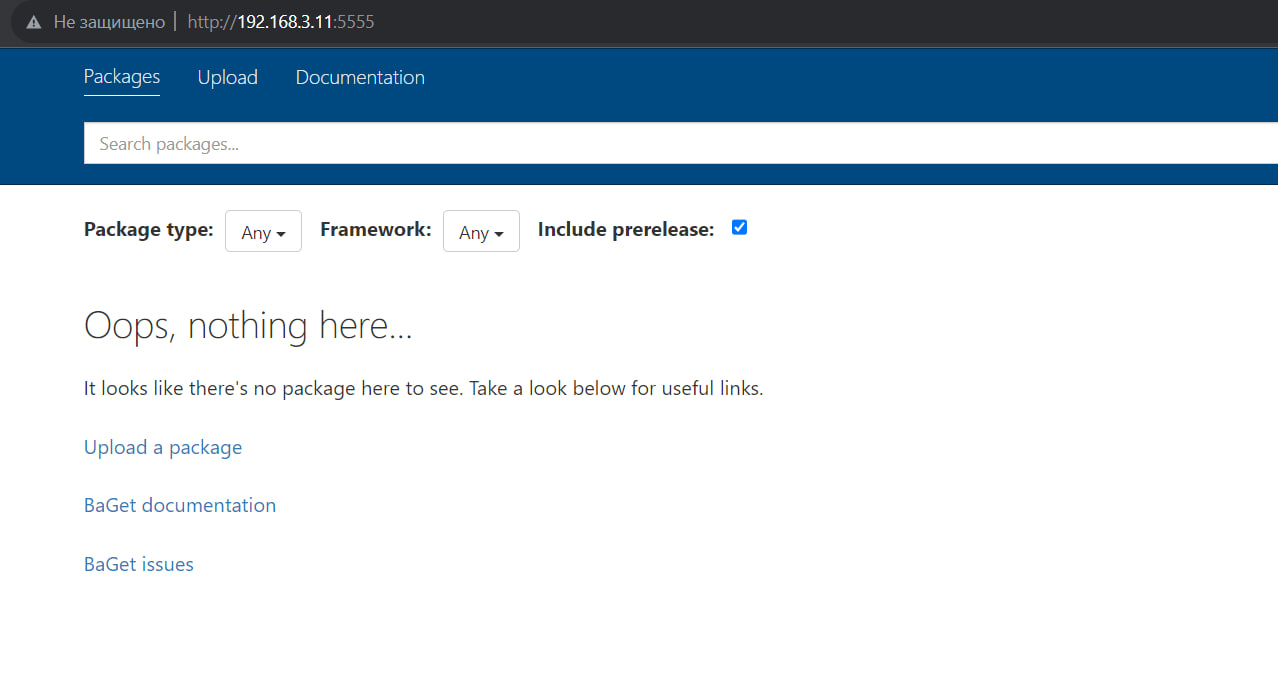 Не защищено | http://192.168.3.11:5555
Packages Upload Documentation
Search packages...
Package type: Any Framework: Any Include prerelease:
Oops, nothing here...
It looks like there's no package here to see. Take a look below for useful links.
Upload a package
BaGet documentation
BaGet issues